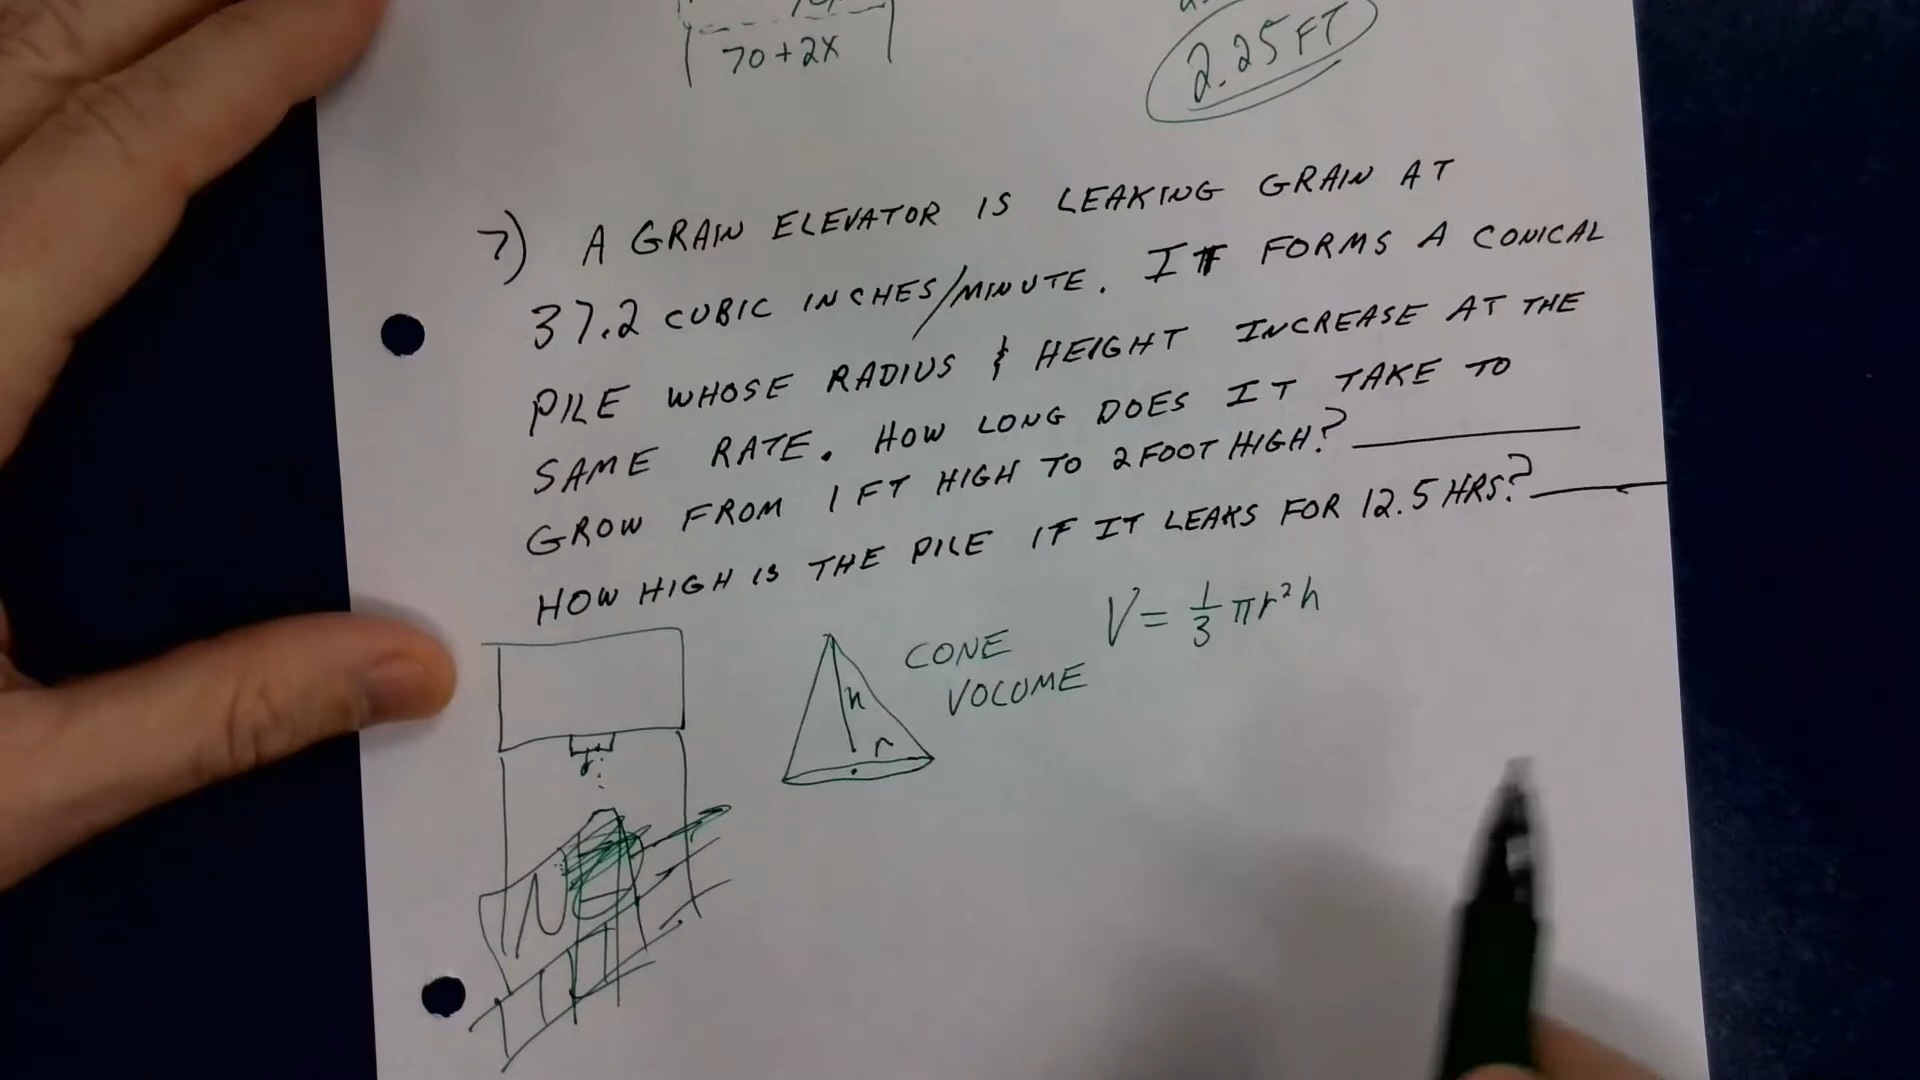 70+2X
2.25 FT
7) A GRAIN ELEVATOR IS LEAKING GRAIN AT
37.2 CUBIC INCHES/MINUTE. IT FORMS A CONICAL
PILE WHOSE RADIUS & HEIGHT INCREASE AT THE
SAME RATE. HOW LONG DOES IT TAKE TO
GROW FROM 1 FT HIGH TO 2 FOOT HIGH?
HOW HIGH IS THE PILE IF IT LEAKS FOR 12.5 HRS?
CONE
VOLUME
V = 1/3 πr²h
h
r